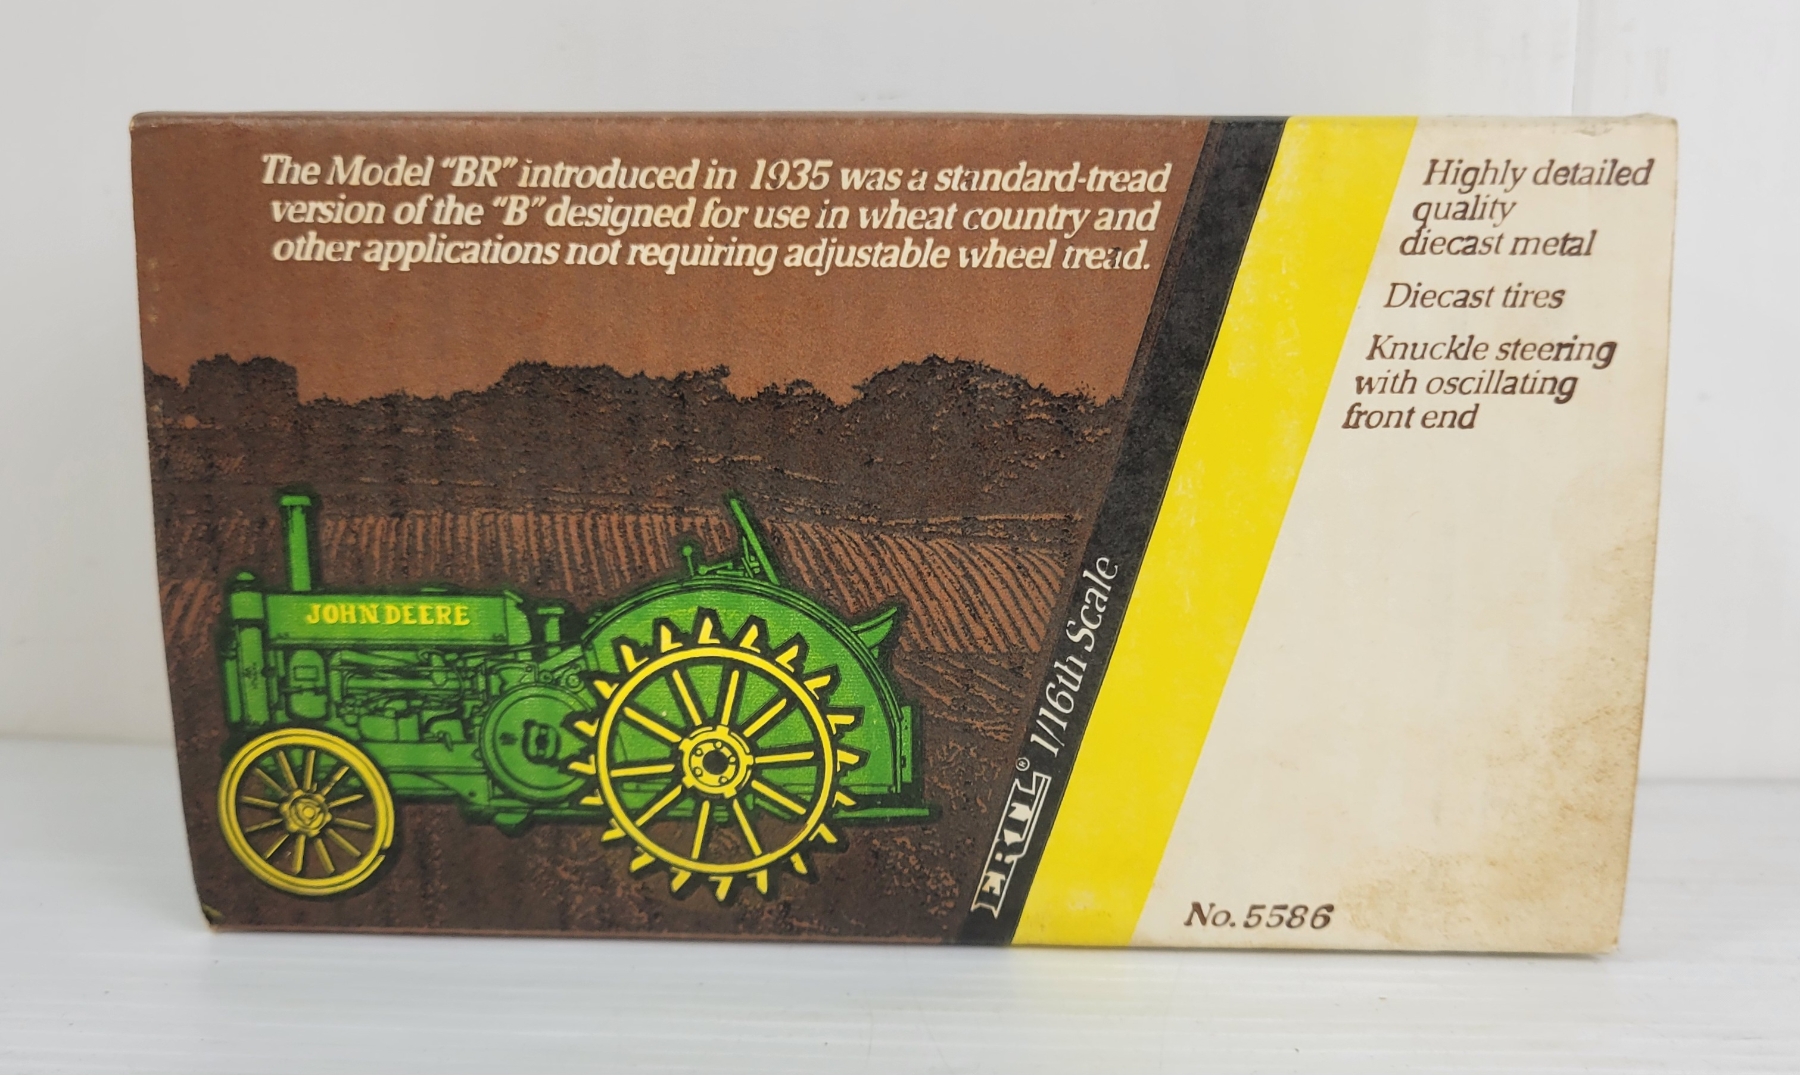 The Model “BR” introduced in 1935 was a standard-tread
version of the “B” designed for use in wheat country and
other applications not requiring adjustable wheel tread.
Highly detailed
quality
diecast metal
Diecast tires
Knuckle steering
with oscillating
front end
JOHN DEERE
ERTL® 1/16th Scale
No. 5586